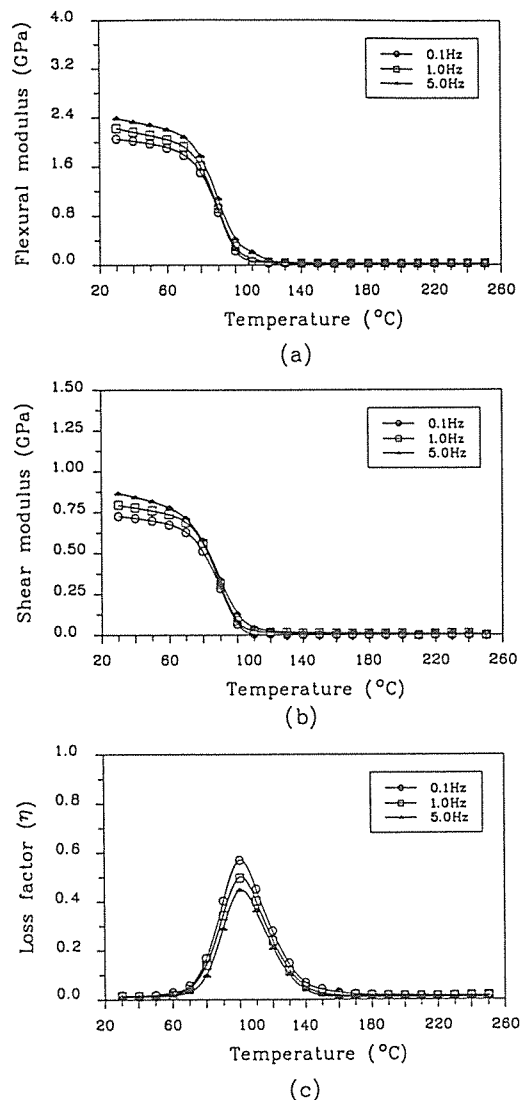 4.0
3.2
2.4
1.6
0.8
0.0
Flexural modulus (GPa)
0.1Hz
1.0Hz
5.0Hz
20 60 100 140 180 220 260
Temperature (°C)
(a)
1.50
1.25
1.00
0.75
0.50
0.25
0.0
Shear modulus (GPa)
0.1Hz
1.0Hz
5.0Hz
20 60 100 140 180 220 260
Temperature (°C)
(b)
1.0
0.8
0.6
0.4
0.2
0.0
Loss factor (η)
0.1Hz
1.0Hz
5.0Hz
20 60 100 140 180 220 260
Temperature (°C)
(c)